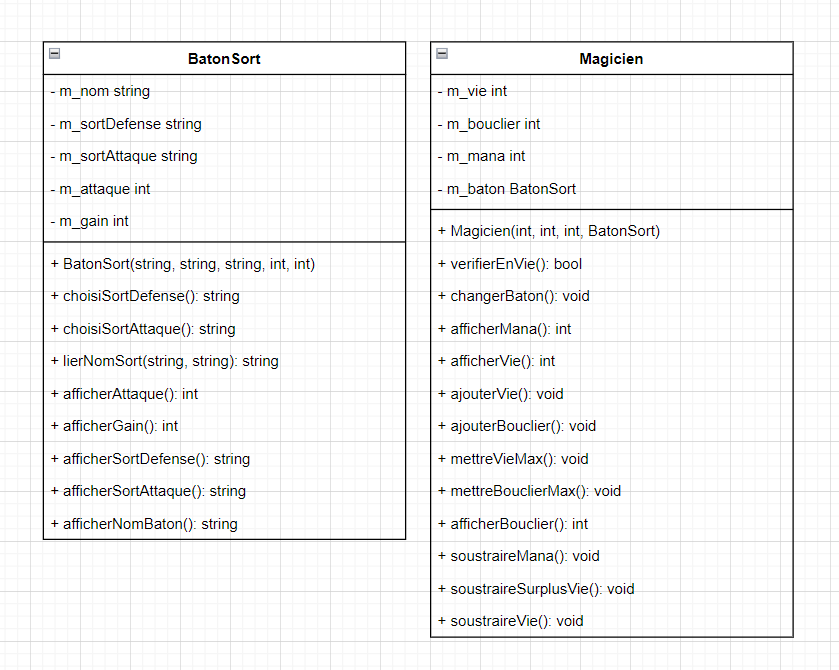 BatonSort
- m_nom string
- m_sortDefense string
- m_sortAttaque string
- m_attaque int
- m_gain int
+ BatonSort(string, string, string, int, int)
+ choisiSortDefense(): string
+ choisiSortAttaque(): string
+ lierNomSort(string, string): string
+ afficherAttaque(): int
+ afficherGain(): int
+ afficherSortDefense(): string
+ afficherSortAttaque(): string
+ afficherNomBaton(): string
Magicien
- m_vie int
- m_bouclier int
- m_mana int
- m_baton BatonSort
+ Magicien(int, int, int, BatonSort)
+ verifierEnVie(): bool
+ changerBaton(): void
+ afficherMana(): int
+ afficherVie(): int
+ ajouterVie(): void
+ ajouterBouclier(): void
+ mettreVieMax(): void
+ mettreBouclierMax(): void
+ afficherBouclier(): int
+ soustraireMana(): void
+ soustraireSurplusVie(): void
+ soustraireVie(): void